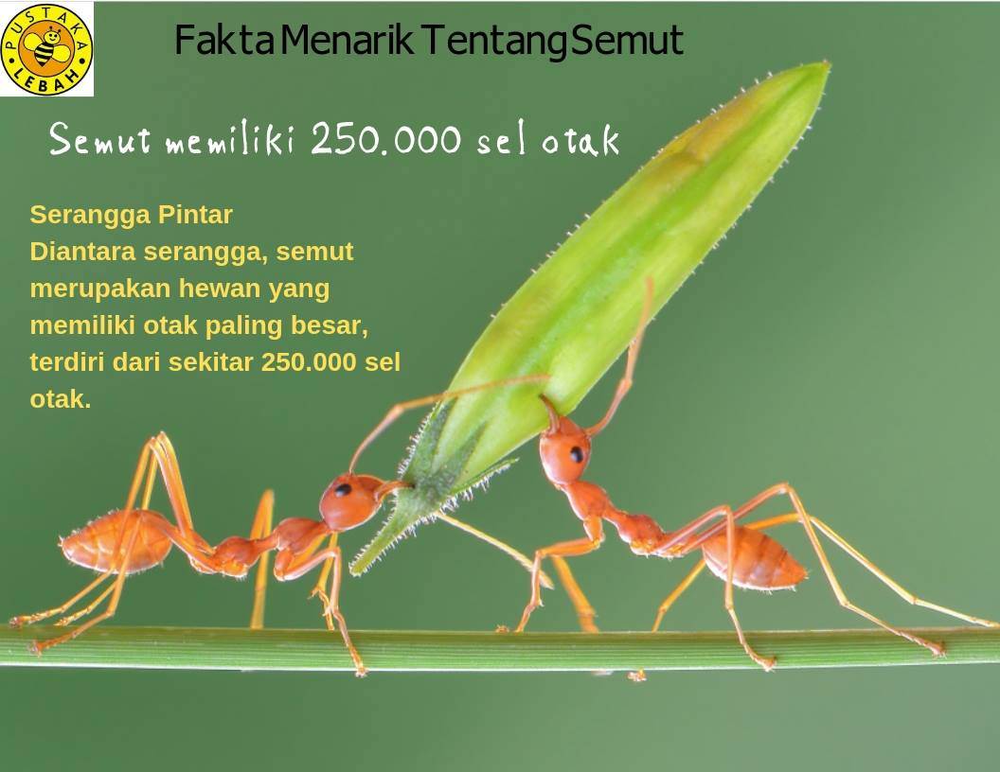 PUSTAKA
LEBAH
Fakta Menarik Tentang Semut
Semut memiliki 250.000 sel otak
Serangga Pintar
Diantara serangga, semut
merupakan hewan yang
memiliki otak paling besar,
terdiri dari sekitar 250.000 sel
otak.